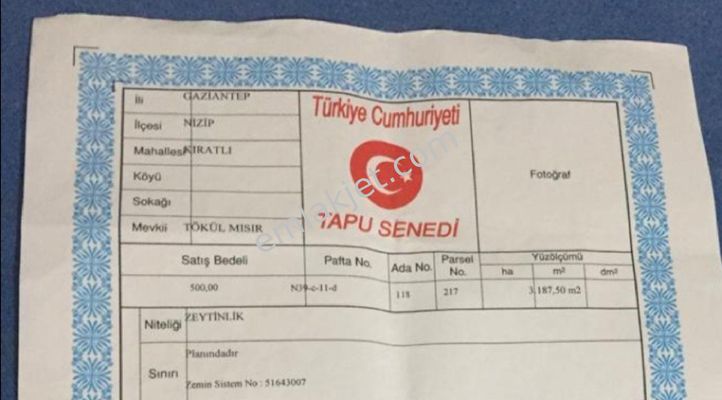 İli GAZİANTEP
İlçesi NİZİP
Mahallesi KIRATLI
Köyü
Sokağı
Mevkii TÖKÜL MISIR
Türkiye Cumhuriyeti
TAPU SENEDİ
Fotoğraf
Satış Bedeli Pafta No. Ada No. Parsel No. Yüzölçümü
ha m² dm²
500,00 N39-c-11-d 118 217 3,187,50 m2
Niteliği ZEYTİNLİK
Sınırı Planındadır
Zemin Sistem No : 51643007
emlakjet.com